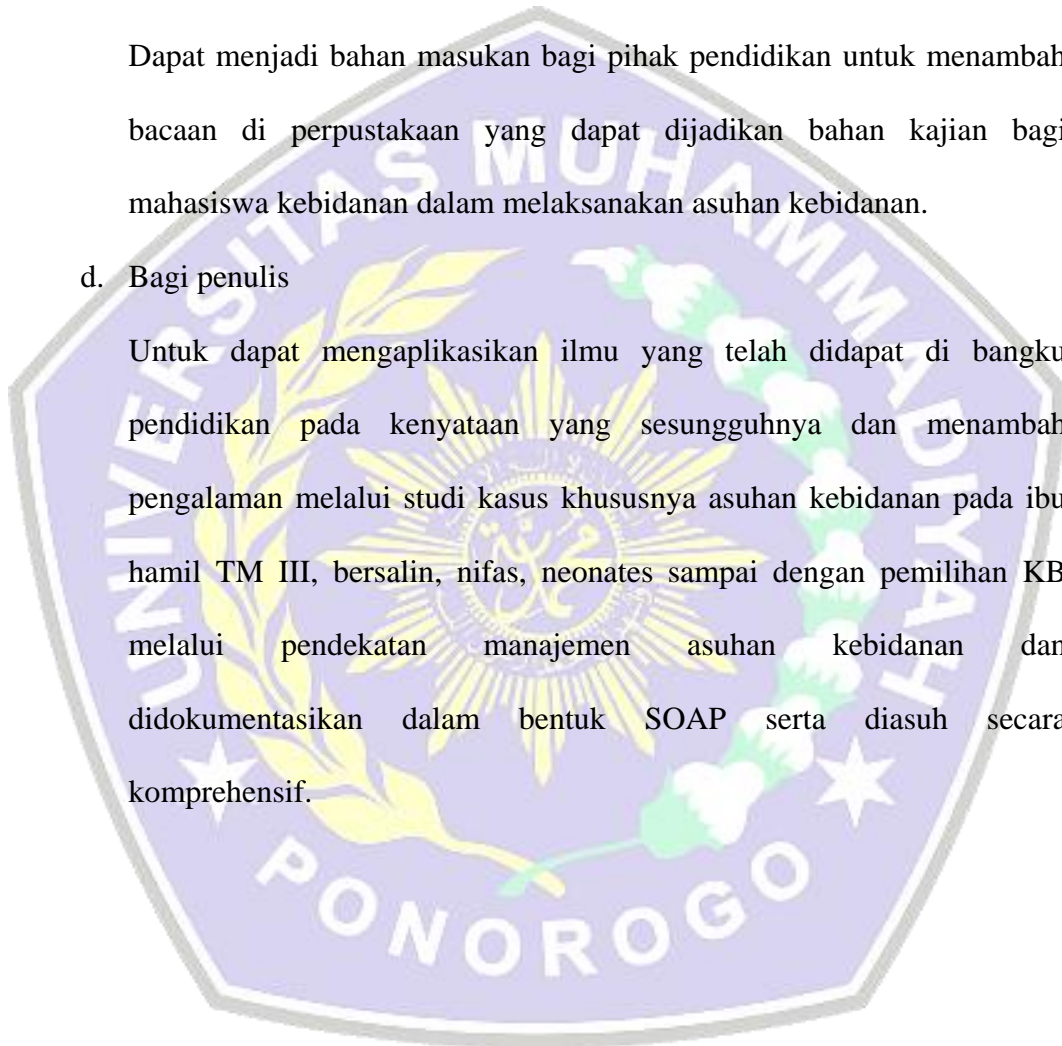 Dapat menjadi bahan masukan bagi pihak pendidikan untuk menambah
bacaan di perpustakaan yang dapat dijadikan bahan kajian bagi
mahasiswa kebidanan dalam melaksanakan asuhan kebidanan.
d. Bagi penulis
Untuk dapat mengaplikasikan ilmu yang telah didapat di bangku
pendidikan pada kenyataan yang sesungguhnya dan menambah
pengalaman melalui studi kasus khususnya asuhan kebidanan pada ibu
hamil TM III, bersalin, nifas, neonates sampai dengan pemilihan KB
melalui pendekatan manajemen asuhan kebidanan dan
didokumentasikan dalam bentuk SOAP serta diasuh secara
komprehensif.
UNIVERSITAS MUHAMMADIYAH
PONOROGO